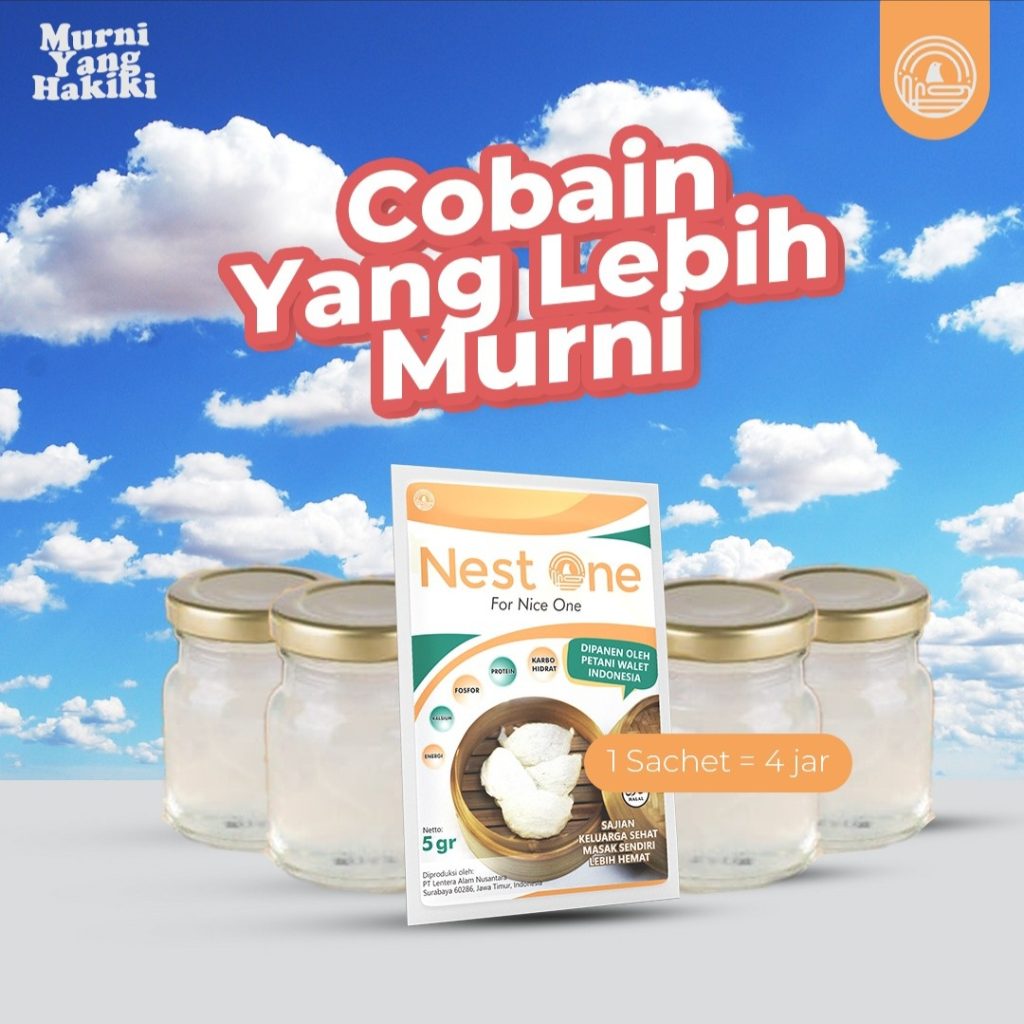 Murni
Yang
Hakiki
Cobain
Yang Lebih
Murni
Nest One
For Nice One
DIPANEN OLEH
PETANI WALET
INDONESIA
KARBO
HIDRAT
PROTEIN
FOSFOR
KALSIUM
ENERGI
1 Sachet = 4 jar
HALAL
SAJIAN
KELUARGA SEHAT
MASAK SENDIRI
LEBIH HEMAT
Netto:
5 gr
Diproduksi oleh:
PT Lentera Alam Nusantara
Surabaya 60286, Jawa Timur, Indonesia